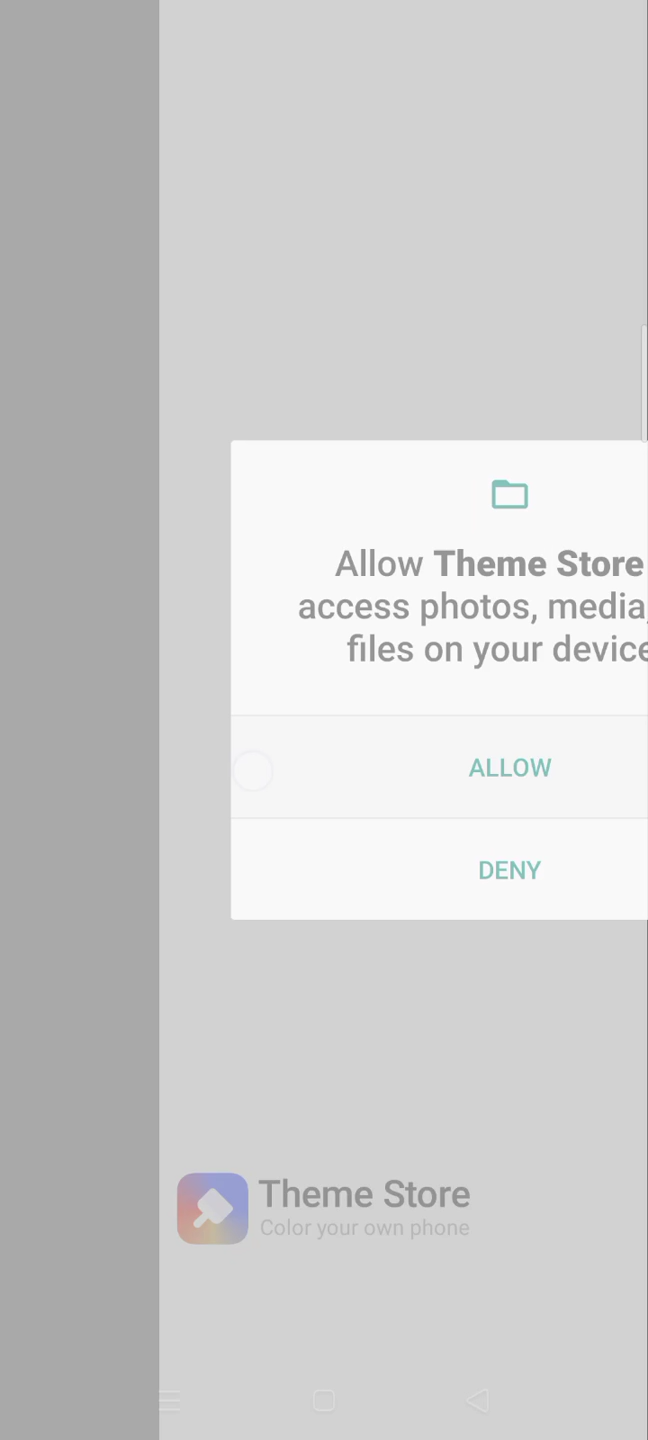 Allow Theme Store
access photos, media,
files on your device
ALLOW
DENY
Theme Store
Color your own phone